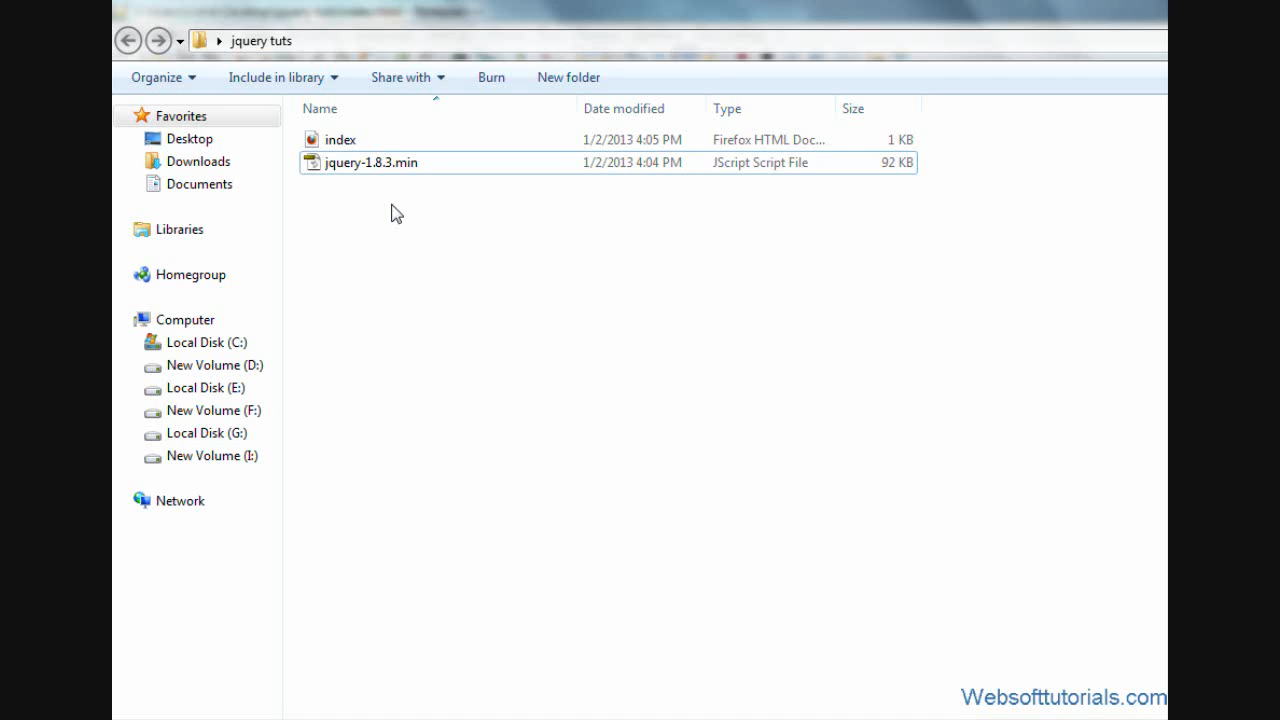 jquery tuts
Organize Include in library Share with Burn New folder
Name Date modified Type Size
Favorites
Desktop
Downloads
Documents
Libraries
Homegroup
Computer
Local Disk (C:)
New Volume (D:)
Local Disk (E:)
New Volume (F:)
Local Disk (G:)
New Volume (I:)
Network
index 1/2/2013 4:05 PM Firefox HTML Doc... 1 KB
jquery-1.8.3.min 1/2/2013 4:04 PM JScript Script File 92 KB
Websofttutorials.com